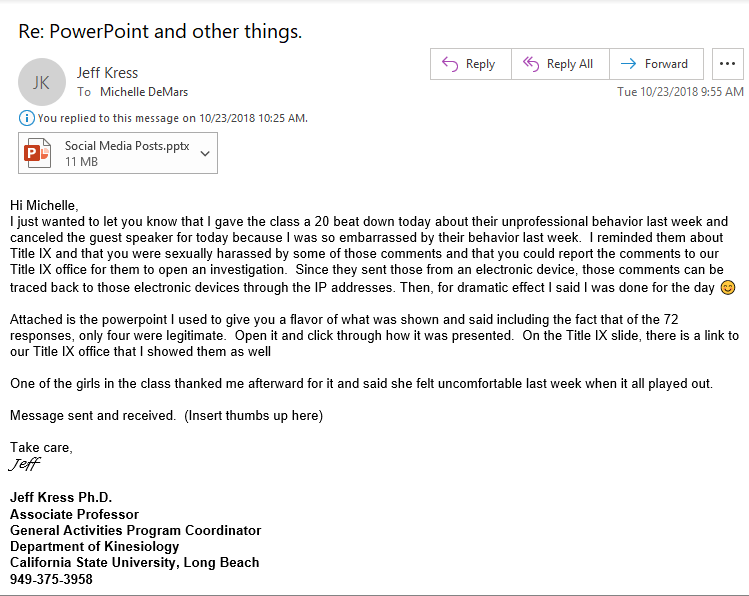 Re: PowerPoint and other things.
Reply
Reply All
Forward
...
JK
Jeff Kress
To Michelle DeMars
Tue 10/23/2018 9:55 AM
You replied to this message on 10/23/2018 10:25 AM.
Social Media Posts.pptx
11 MB
Hi Michelle,
I just wanted to let you know that I gave the class a 20 beat down today about their unprofessional behavior last week and
canceled the guest speaker for today because I was so embarrassed by their behavior last week.  I reminded them about
Title IX and that you were sexually harassed by some of those comments and that you could report the comments to our
Title IX office for them to open an investigation.  Since they sent those from an electronic device, those comments can be
traced back to those electronic devices through the IP addresses. Then, for dramatic effect I said I was done for the day 😊
Attached is the powerpoint I used to give you a flavor of what was shown and said including the fact that of the 72
responses, only four were legitimate.  Open it and click through how it was presented.  On the Title IX slide, there is a link to
our Title IX office that I showed them as well
One of the girls in the class thanked me afterward for it and said she felt uncomfortable last week when it all played out.
Message sent and received.  (Insert thumbs up here)
Take care,
Jeff
Jeff Kress Ph.D.
Associate Professor
General Activities Program Coordinator
Department of Kinesiology
California State University, Long Beach
949-375-3958